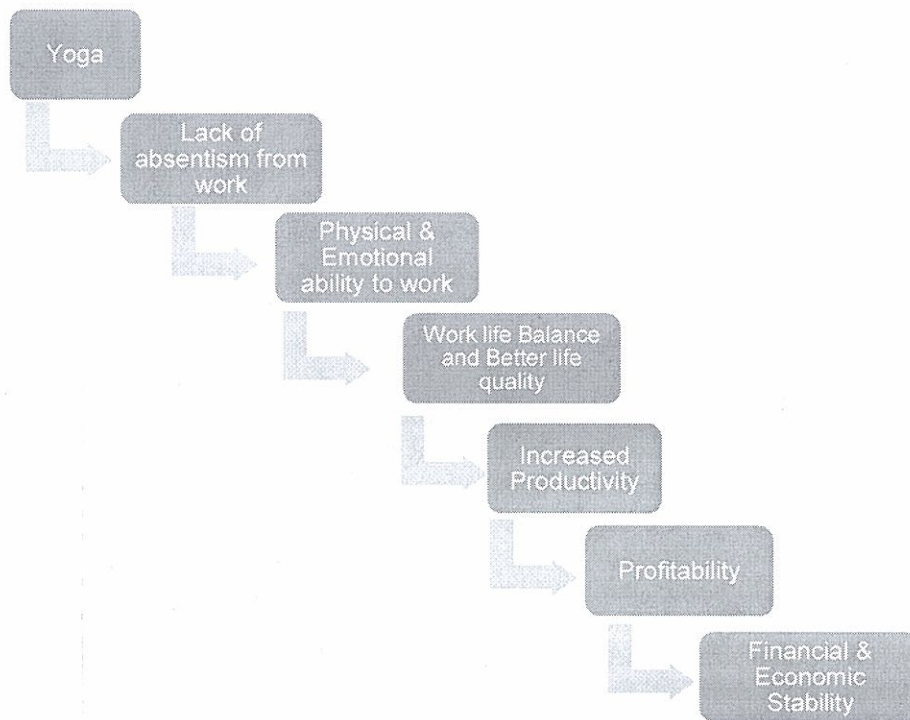 Yoga
Lack of
absentism from
work
Physical &
Emotional
ability to work
Work life Balance
and Better life
quality
Increased
Productivity
Profitability
Financial &
Economic
Stability